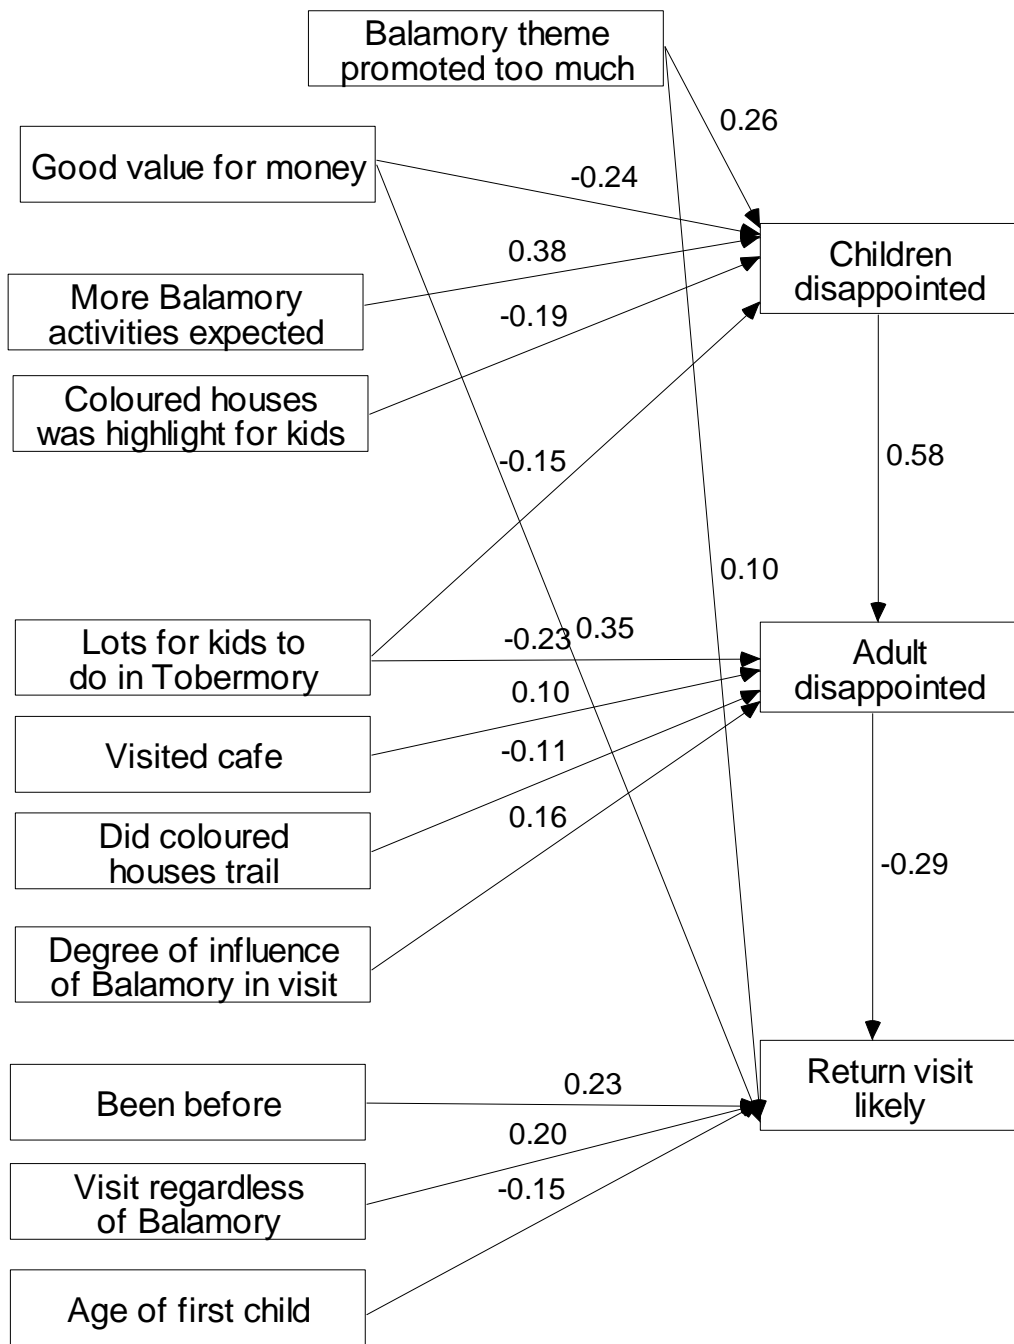 Balamory theme
promoted too much
0.26
Good value for money
-0.24
Children
disappointed
0.38
More Balamory
activities expected
-0.19
Coloured houses
was highlight for kids
-0.15
0.58
0.10
Lots for kids to
do in Tobermory
-0.23
0.35
Adult
disappointed
0.10
Visited cafe
-0.11
Did coloured
houses trail
0.16
-0.29
Degree of influence
of Balamory in visit
Return visit
likely
Been before
0.23
0.20
Visit regardless
of Balamory
-0.15
Age of first child